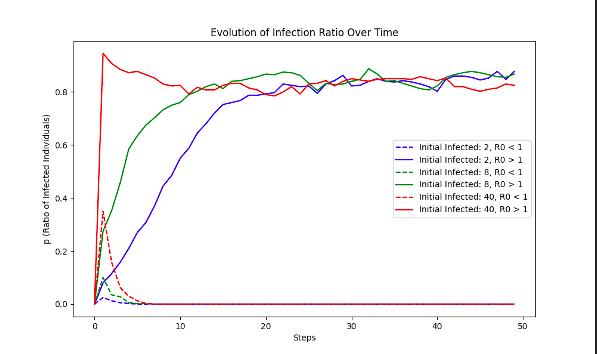 Evolution of Infection Ratio Over Time
p (Ratio of Infected Individuals)
0.8
0.6
0.4
0.2
0.0
Initial Infected: 2, R0 < 1
Initial Infected: 2, R0 > 1
Initial Infected: 8, R0 < 1
Initial Infected: 8, R0 > 1
Initial Infected: 40, R0 < 1
Initial Infected: 40, R0 > 1
0 10 20 30 40 50
Steps